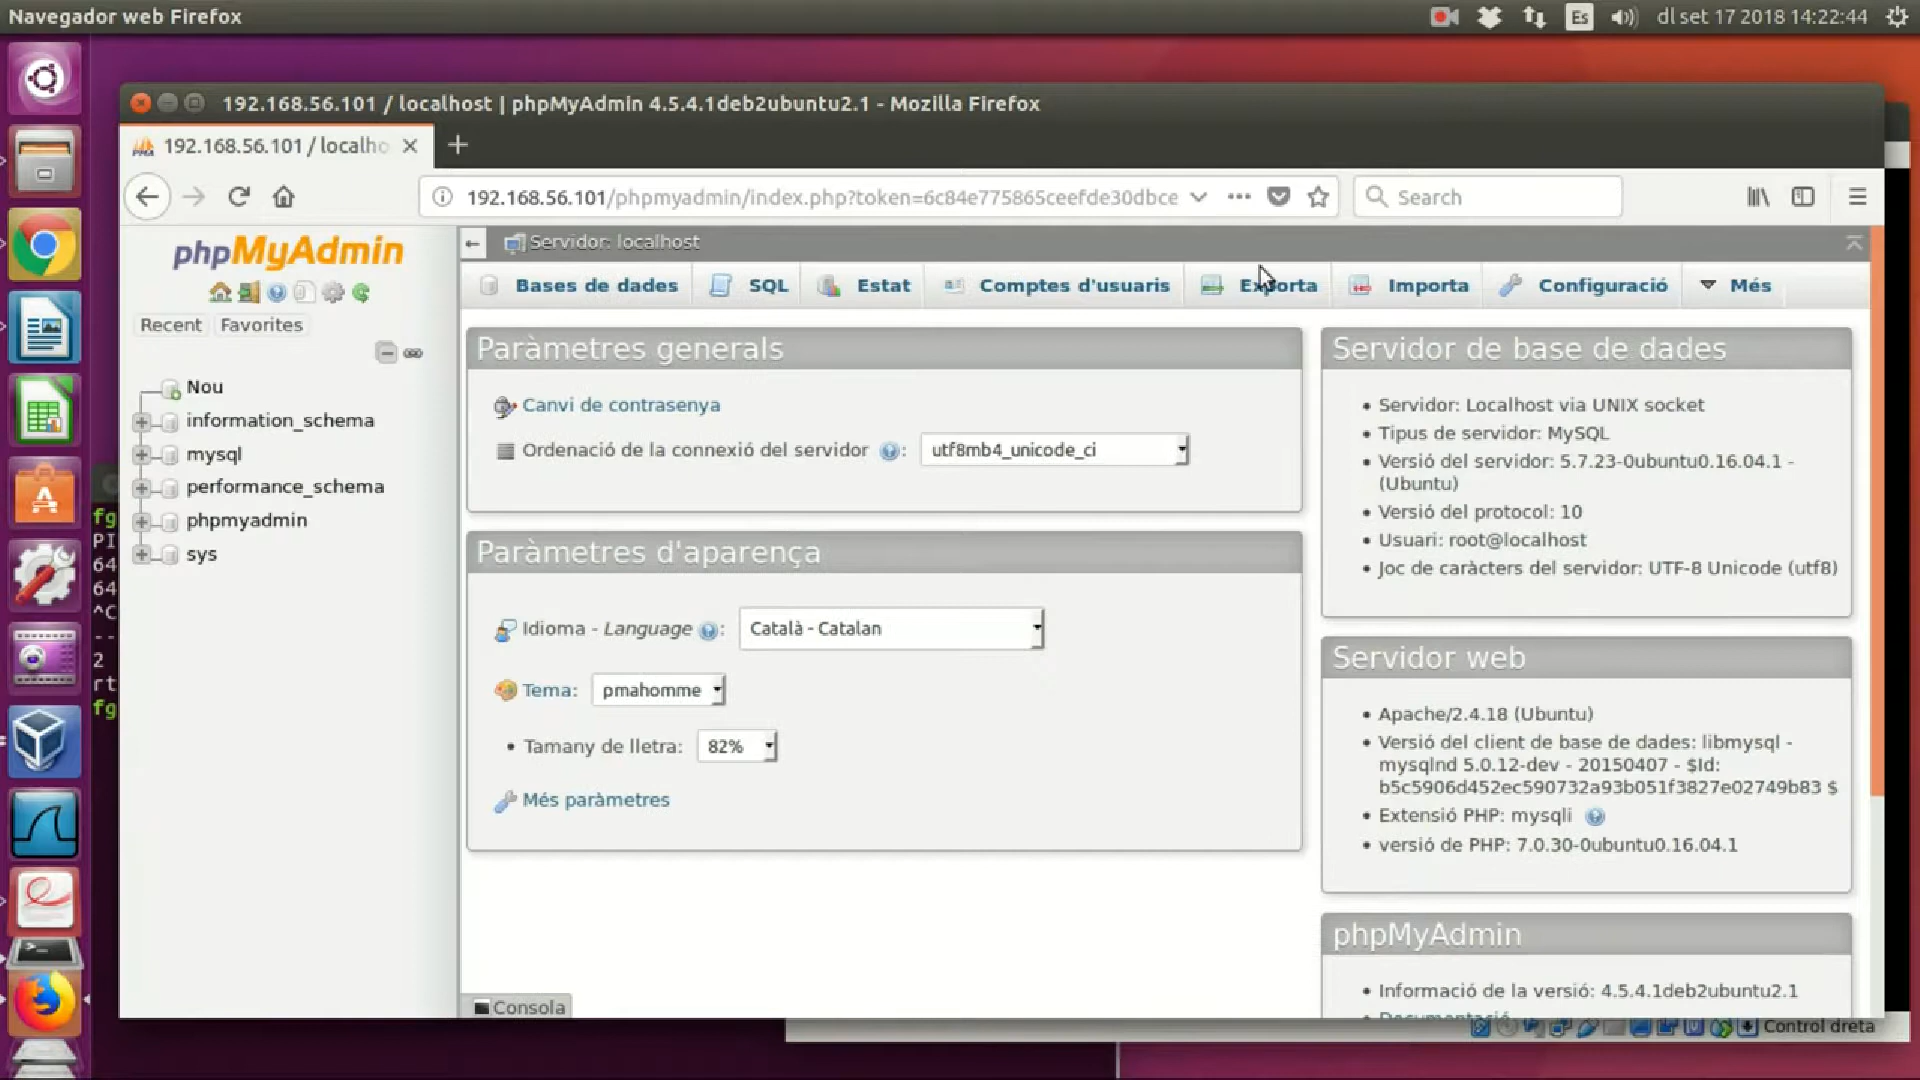 Navegador web Firefox
Es
dl set 17 2018 14:22:44
192.168.56.101 / localhost | phpMyAdmin 4.5.4.1deb2ubuntu2.1 - Mozilla Firefox
192.168.56.101 / localho
192.168.56.101/phpmyadmin/index.php?token=6c84e775865ceefde30dbce
Search
phpMyAdmin
Recent
Favorites
Nou
information_schema
mysql
performance_schema
phpmyadmin
sys
Servidor: localhost
Bases de dades
SQL
Estat
Comptes d'usuaris
Exporta
Importa
Configuració
Més
Paràmetres generals
Canvi de contrasenya
Ordenació de la connexió del servidor :
utf8mb4_unicode_ci
Paràmetres d'aparença
Idioma - Language :
Català - Catalan
Tema:
pmahomme
• Tamany de lletra:
82%
Més paràmetres
Consola
Servidor de base de dades
• Servidor: Localhost via UNIX socket
• Tipus de servidor: MySQL
• Versió del servidor: 5.7.23-0ubuntu0.16.04.1 -
(Ubuntu)
• Versió del protocol: 10
• Usuari: root@localhost
• Joc de caràcters del servidor: UTF-8 Unicode (utf8)
Servidor web
• Apache/2.4.18 (Ubuntu)
• Versió del client de base de dades: libmysql -
mysqlnd 5.0.12-dev - 20150407 - $Id:
b5c5906d452ec590732a93b051f3827e02749b83 $
• Extensió PHP: mysqli
• versió de PHP: 7.0.30-0ubuntu0.16.04.1
phpMyAdmin
• Informació de la versió: 4.5.4.1deb2ubuntu2.1
fg
PI
64
64
^C
--
2
rt
fg
Control dreta